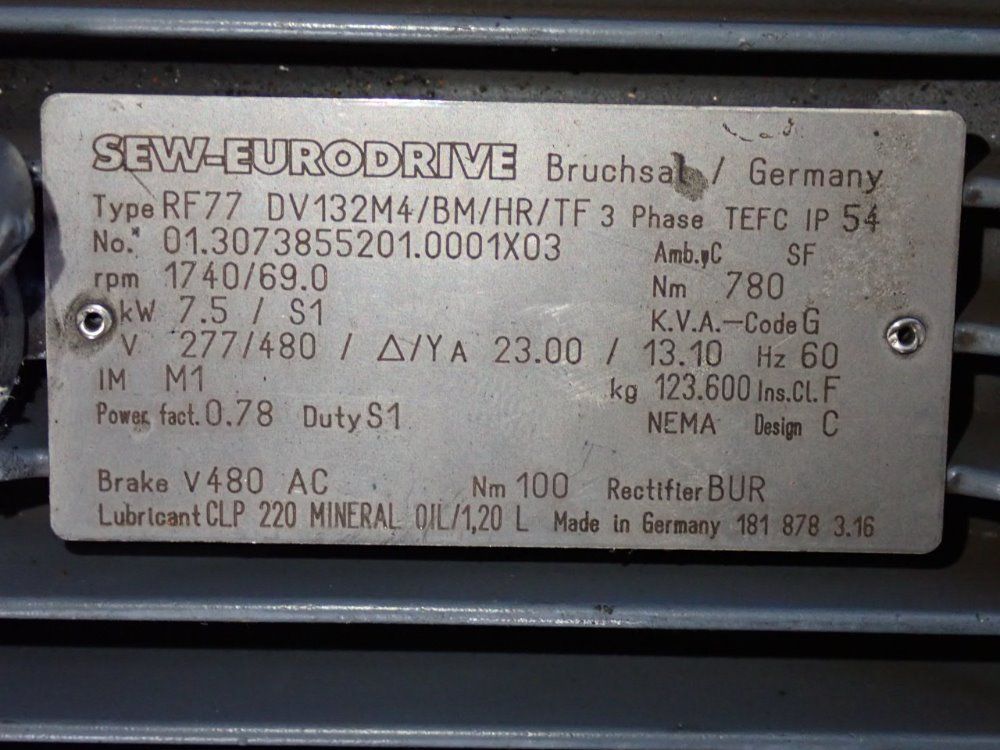 SEW-EURODRIVE Bruchsal / Germany
Type RF77 DV132M4/BM/HR/TF 3 Phase TEFC IP 54
No. 01.3073855201.0001X03 Amb.yC SF
rpm 1740/69.0 Nm 780
kW 7.5 / S1 K.V.A.-Code G
V 277/480 / Δ/Y A 23.00 / 13.10 Hz 60
IM M1 kg 123.600 Ins.Cl. F
Power fact. 0.78 Duty S1 NEMA Design C
Brake V 480 AC Nm 100 Rectifier BUR
Lubricant CLP 220 MINERAL OIL/1,20 L Made in Germany 181 878 3.16